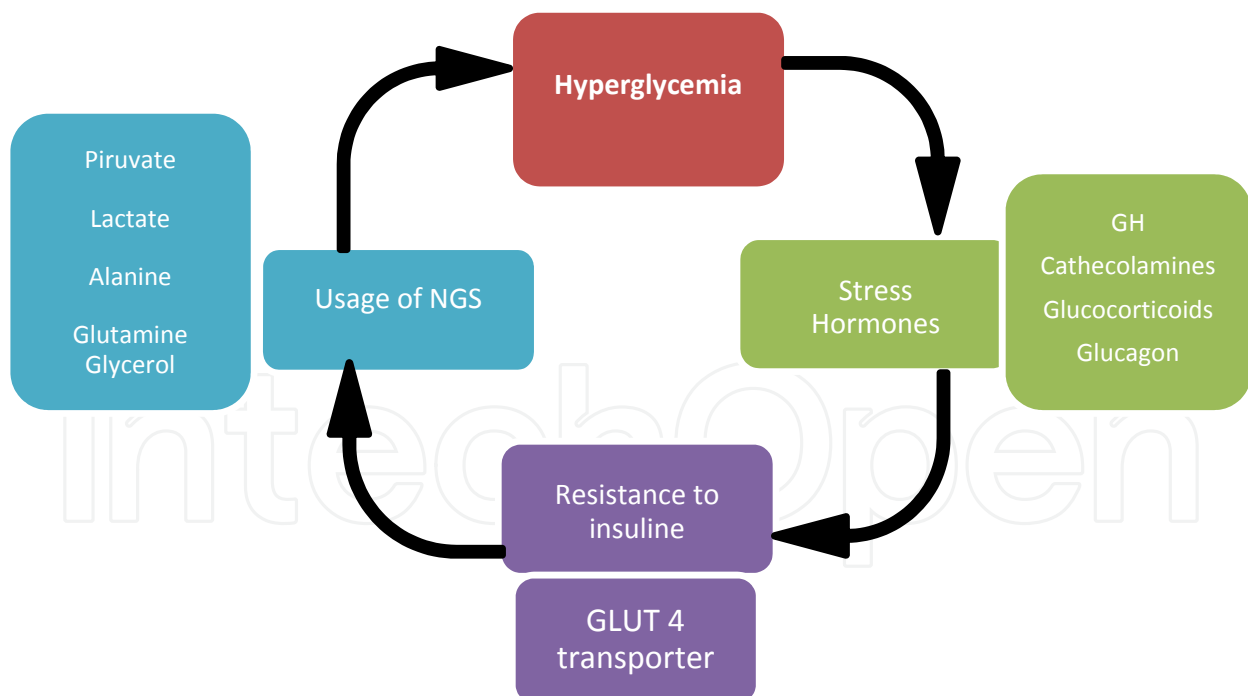 Hyperglycemia
Piruvate
Lactate
Alanine
Glutamine
Glycerol
Usage of NGS
Stress
Hormones
GH
Cathecolamines
Glucocorticoids
Glucagon
Resistance to
insuline
GLUT 4
transporter
IntechOpen